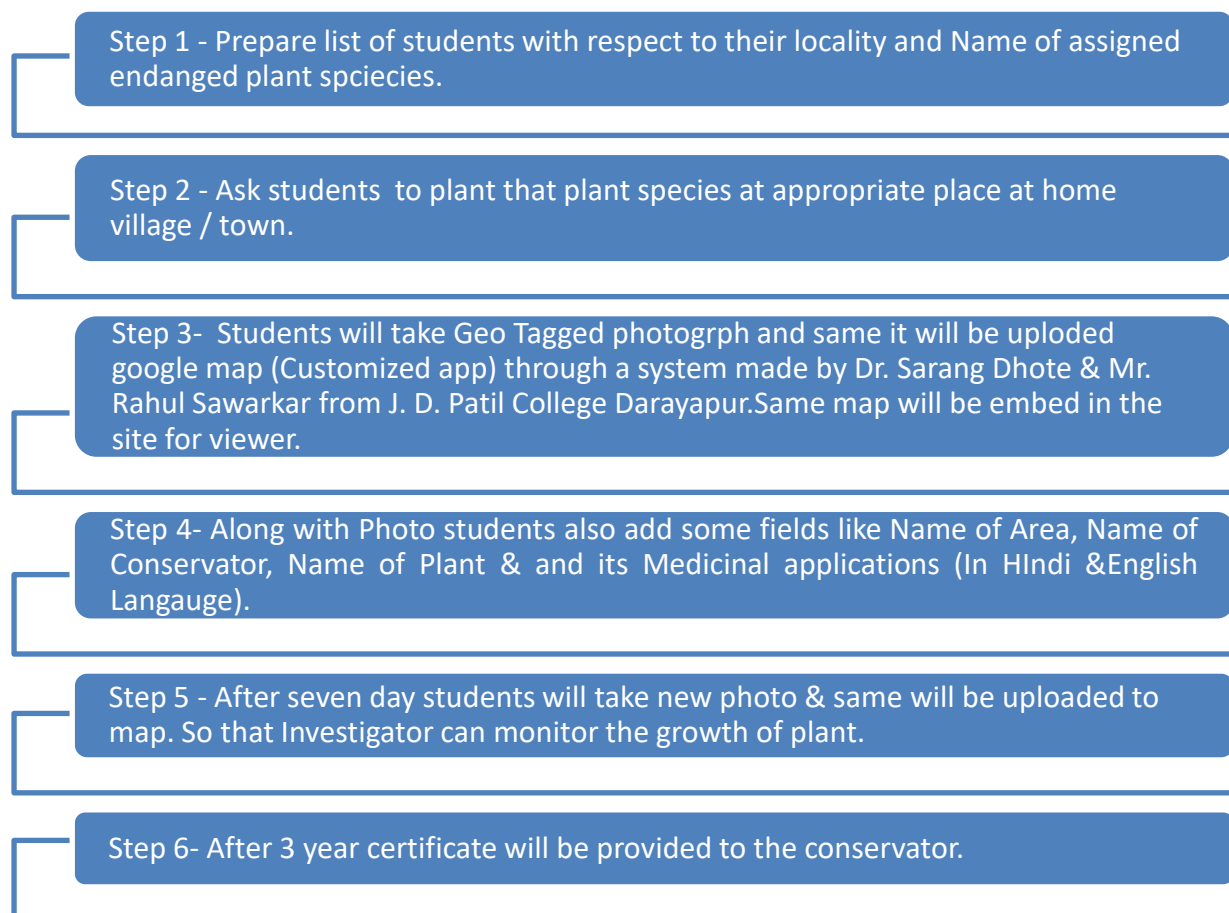 Step 1 - Prepare list of students with respect to their locality and Name of assigned
endanged plant spciecies.
Step 2 - Ask students to plant that plant species at appropriate place at home
village / town.
Step 3- Students will take Geo Tagged photogrph and same it will be uploded
google map (Customized app) through a system made by Dr. Sarang Dhote & Mr.
Rahul Sawarkar from J. D. Patil College Darayapur.Same map will be embed in the
site for viewer.
Step 4- Along with Photo students also add some fields like Name of Area, Name of
Conservator, Name of Plant & and its Medicinal applications (In HIndi &English
Langauge).
Step 5 - After seven day students will take new photo & same will be uploaded to
map. So that Investigator can monitor the growth of plant.
Step 6- After 3 year certificate will be provided to the conservator.